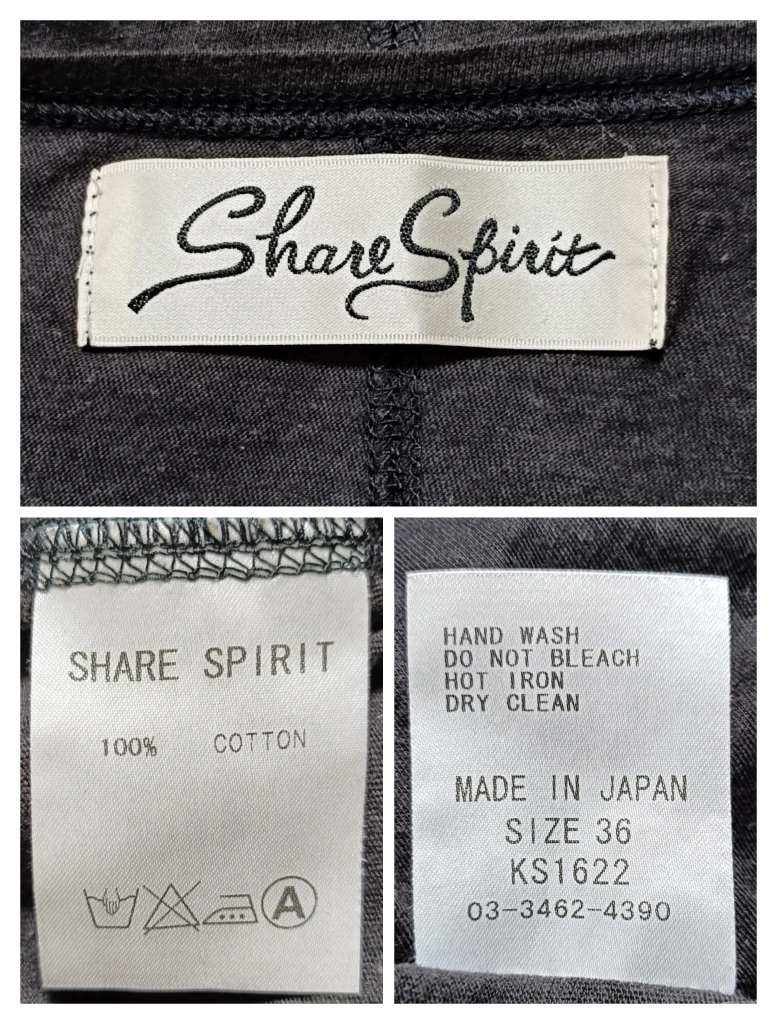 Share Spirit
SHARE SPIRIT
100% COTTON
A
HAND WASH
DO NOT BLEACH
HOT IRON
DRY CLEAN
MADE IN JAPAN
SIZE 36
KS1622
03-3462-4390